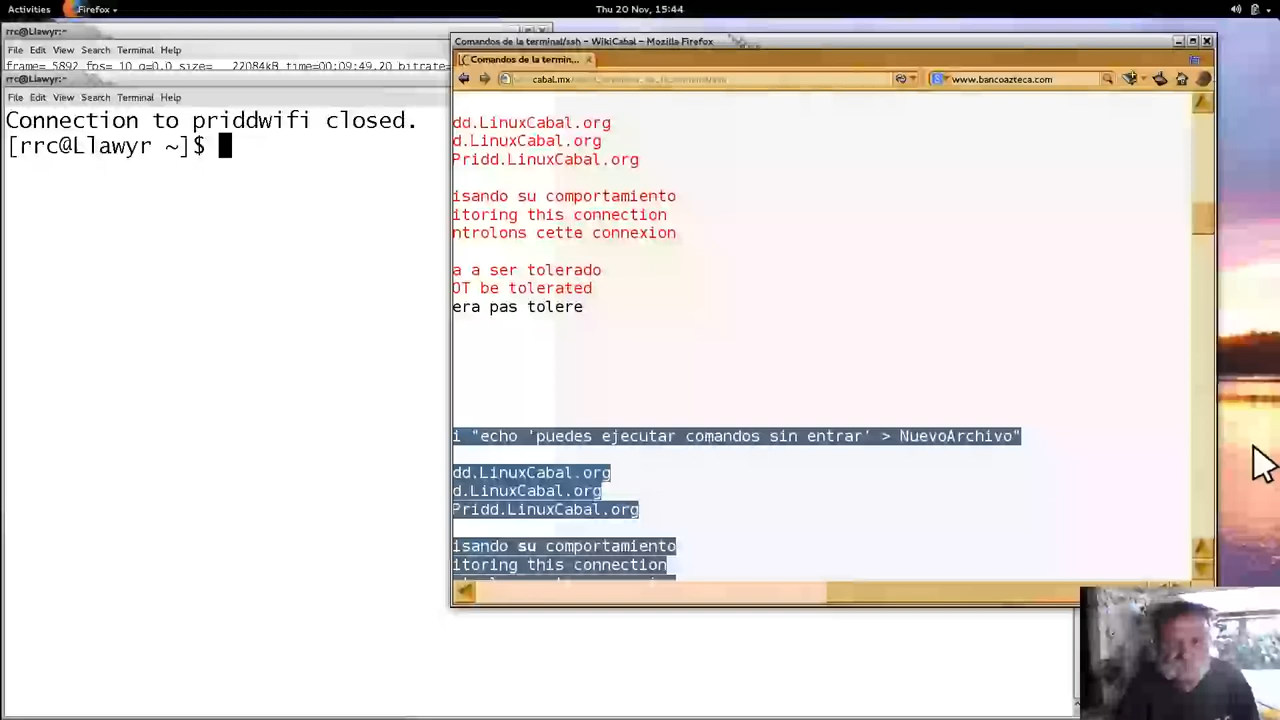 Activities
Firefox
Thu 20 Nov, 15:44
rrc@Llawyr:~
File Edit View Search Terminal Help
frame= 5892 fps= 10 q=0.0 size= 22084kB time=00:09:49.20 bitrate=
rrc@Llawyr:~
File Edit View Search Terminal Help
Connection to priddwifi closed.
[rrc@Llawyr ~]$
Comandos de la terminal/ssh – WikiCabal – Mozilla Firefox
Comandos de la termin...
cabal.mx
www.bancoazteca.com
dd.LinuxCabal.org
d.LinuxCabal.org
Pridd.LinuxCabal.org
isando su comportamiento
itoring this connection
ntrolons cette connexion
a a ser tolerado
OT be tolerated
era pas tolere
i "echo 'puedes ejecutar comandos sin entrar' > NuevoArchivo"
dd.LinuxCabal.org
d.LinuxCabal.org
Pridd.LinuxCabal.org
isando su comportamiento
itoring this connection